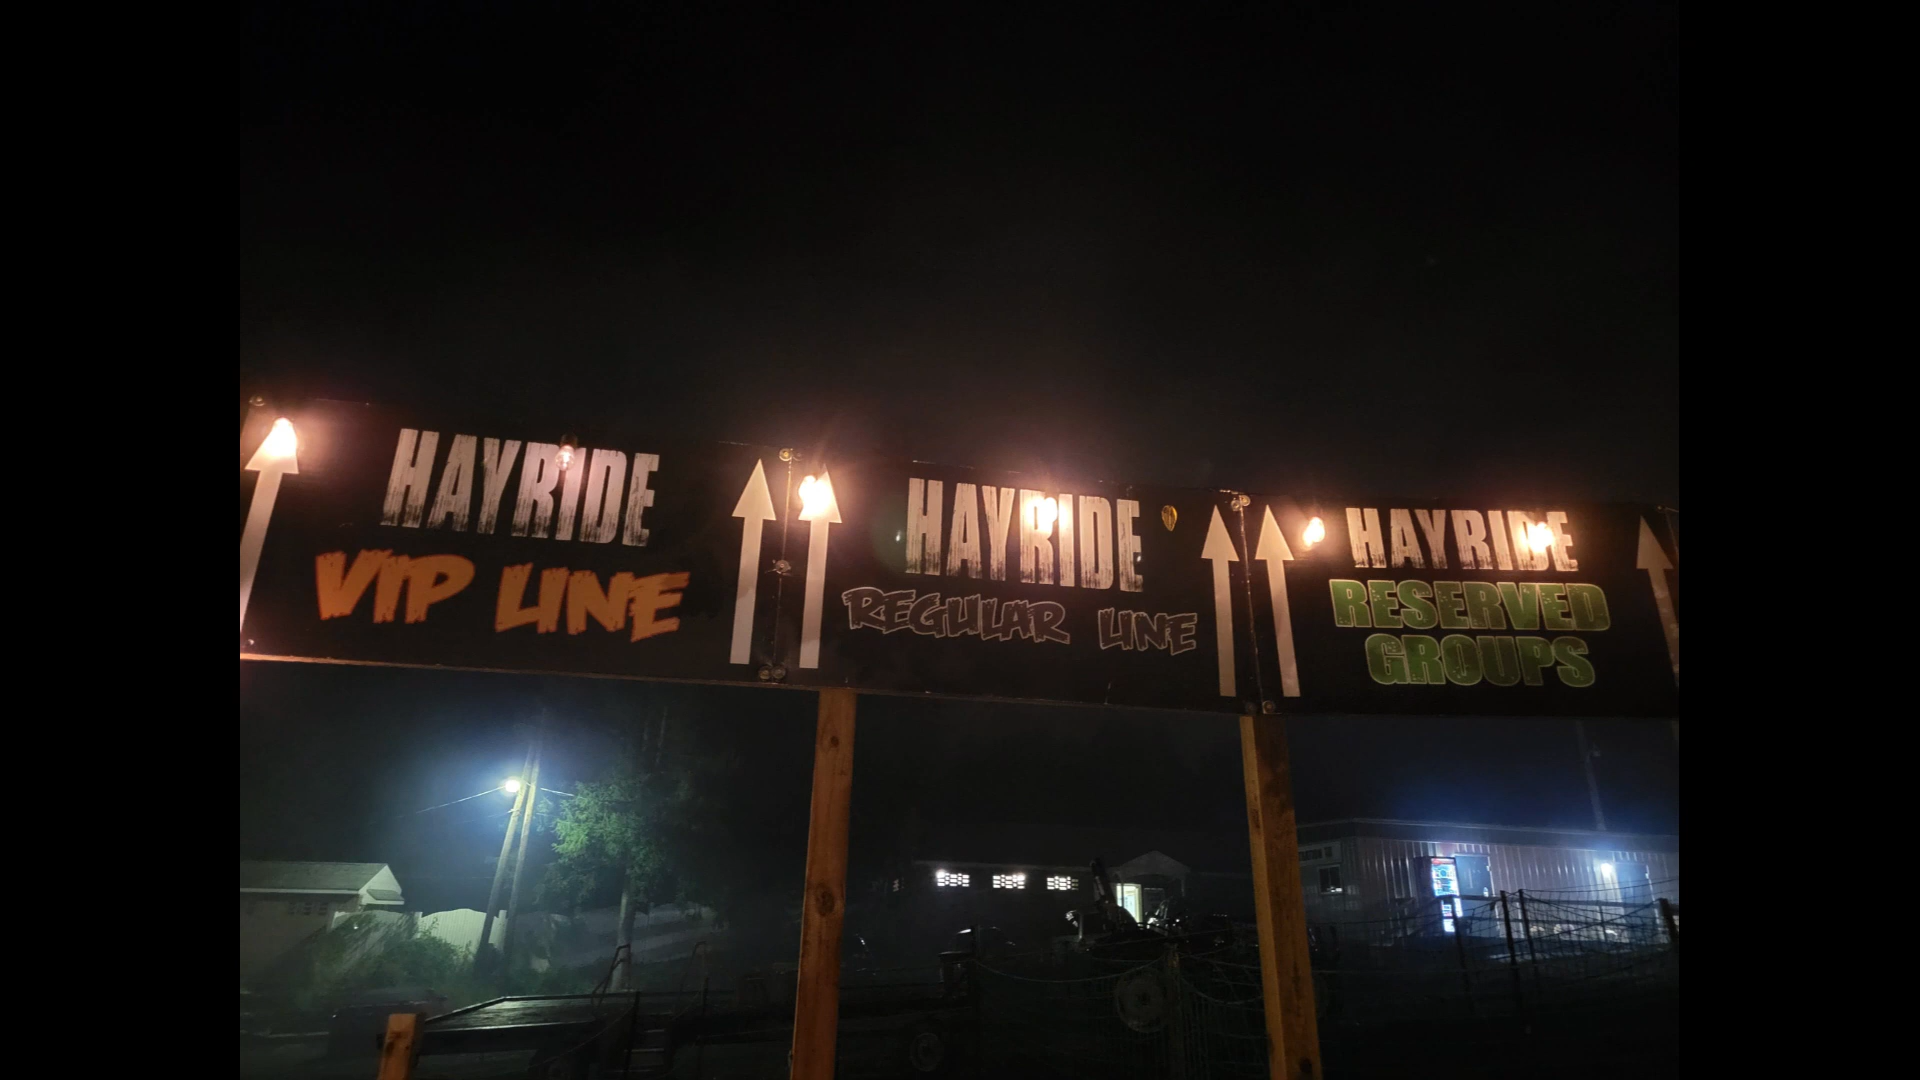 HAYRIDE
VIP LINE
HAYRIDE
REGULAR LINE
HAYRIDE
RESERVED
GROUPS